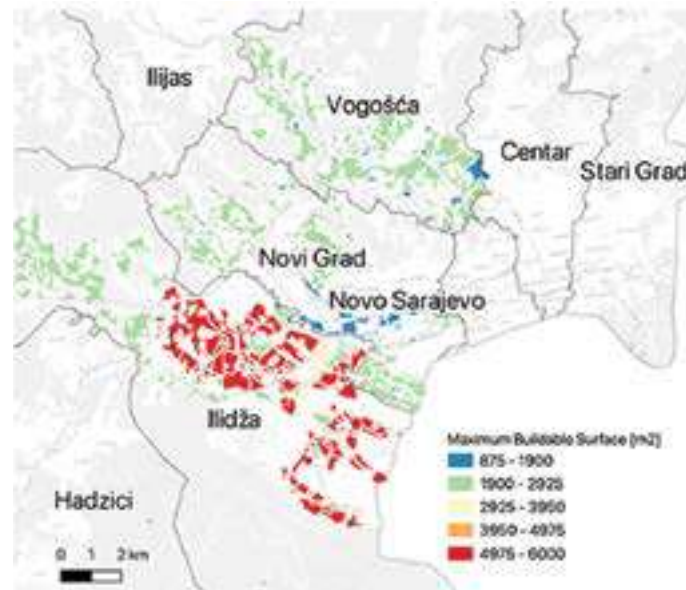 Ilijas
Vogošća
Centar
Stari Grad
Novi Grad
Novo Sarajevo
Ilidža
Hadzici
0 1 2 km
Maximum Buildable Surface [m2]
875 - 1900
1900 - 2925
2925 - 3950
3950 - 4975
4975 - 6000